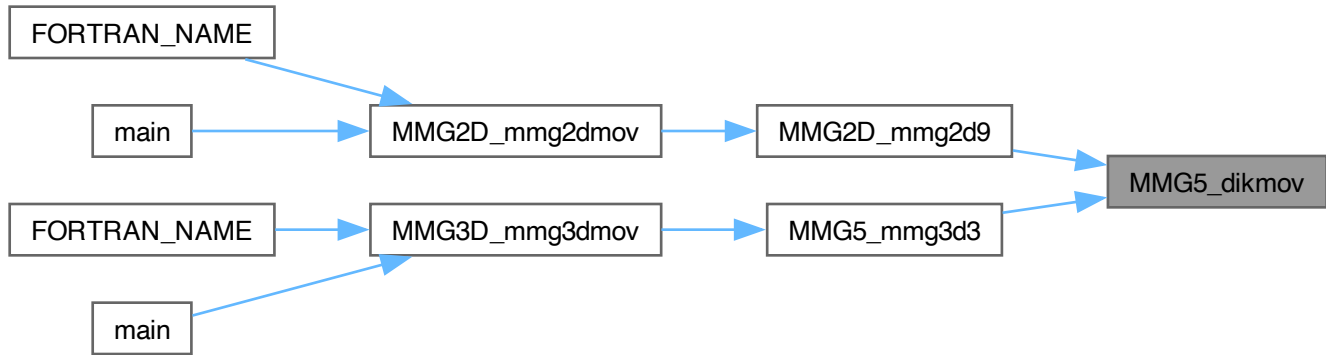 FORTRAN_NAME
main
MMG2D_mmg2dmov
MMG2D_mmg2d9
MMG5_dikmov
FORTRAN_NAME
MMG3D_mmg3dmov
MMG5_mmg3d3
main